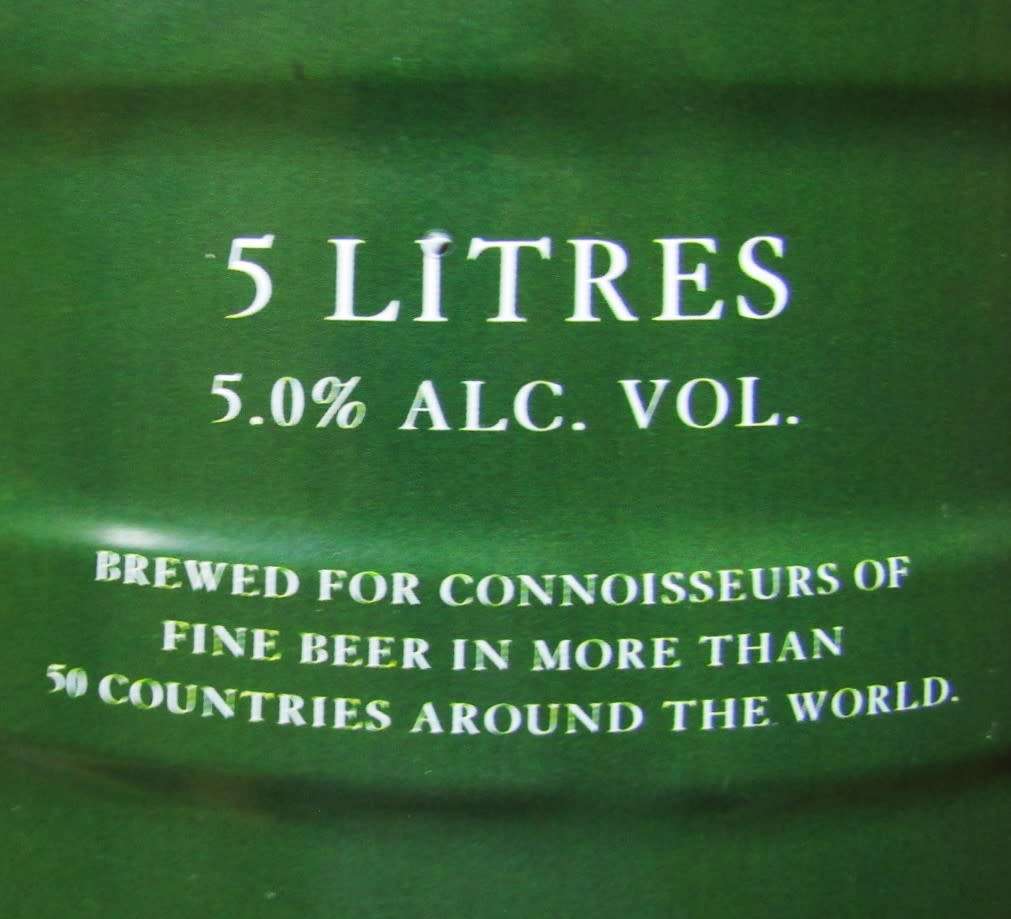 5 LITRES
5.0% ALC. VOL.
BREWED FOR CONNOISSEURS OF
FINE BEER IN MORE THAN
50 COUNTRIES AROUND THE WORLD.